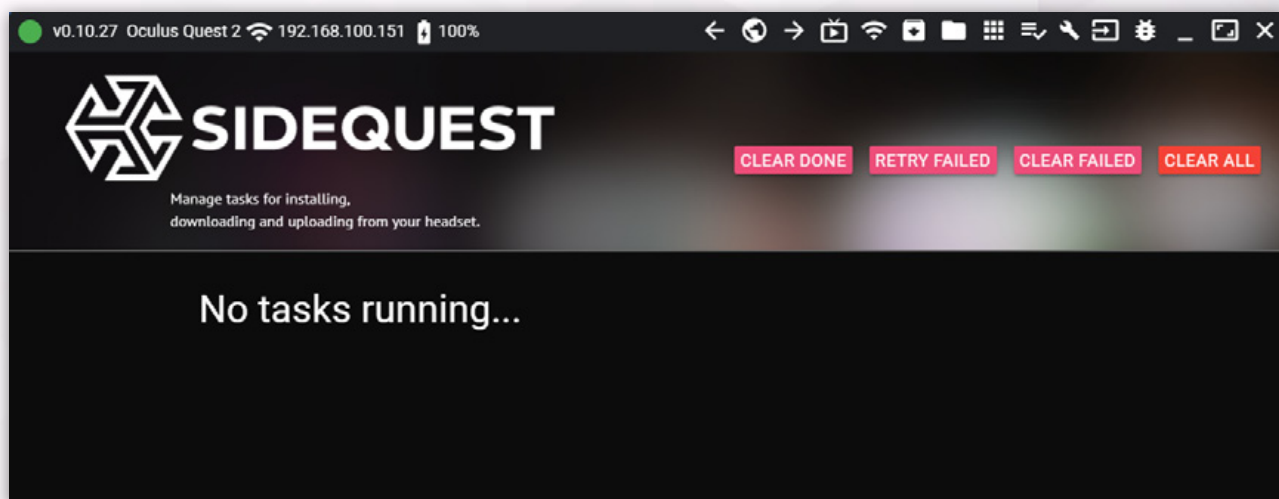 v0.10.27 Oculus Quest 2 192.168.100.151 100%
SIDEQUEST
Manage tasks for installing,
downloading and uploading from your headset.
CLEAR DONE RETRY FAILED CLEAR FAILED CLEAR ALL
No tasks running...